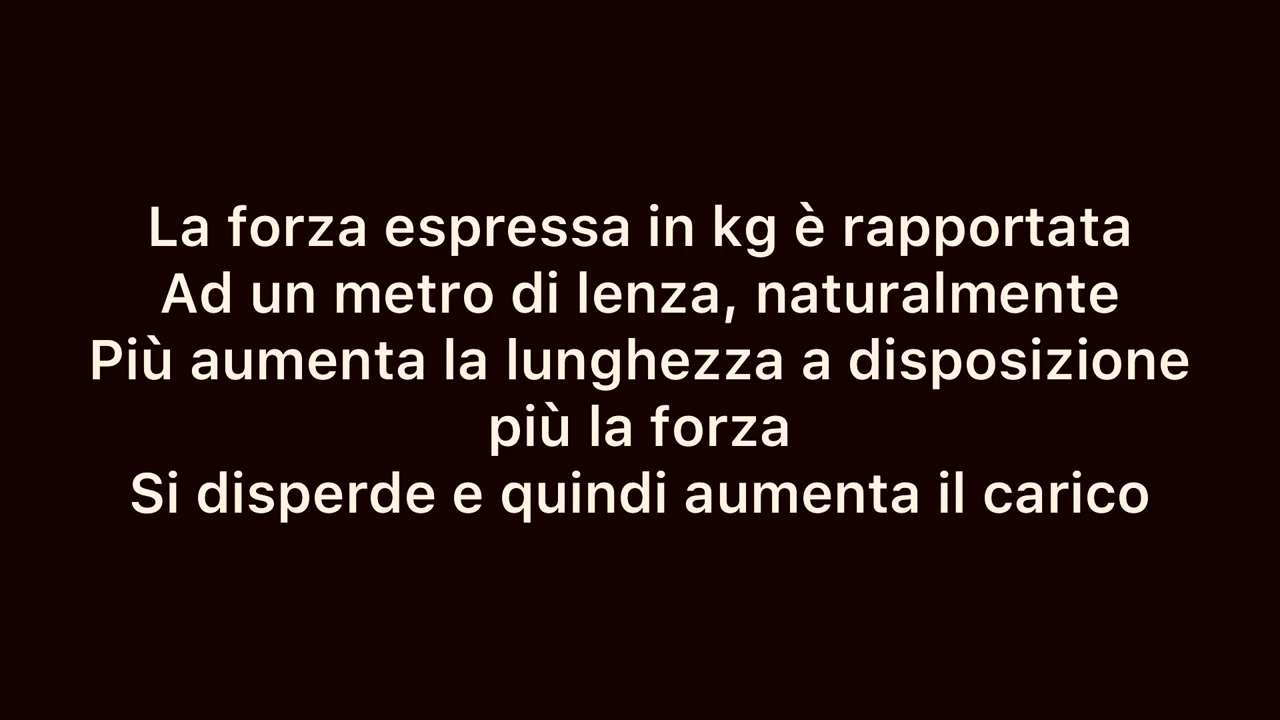 La forza espressa in kg è rapportata
Ad un metro di lenza, naturalmente
Più aumenta la lunghezza a disposizione
più la forza
Si disperde e quindi aumenta il carico